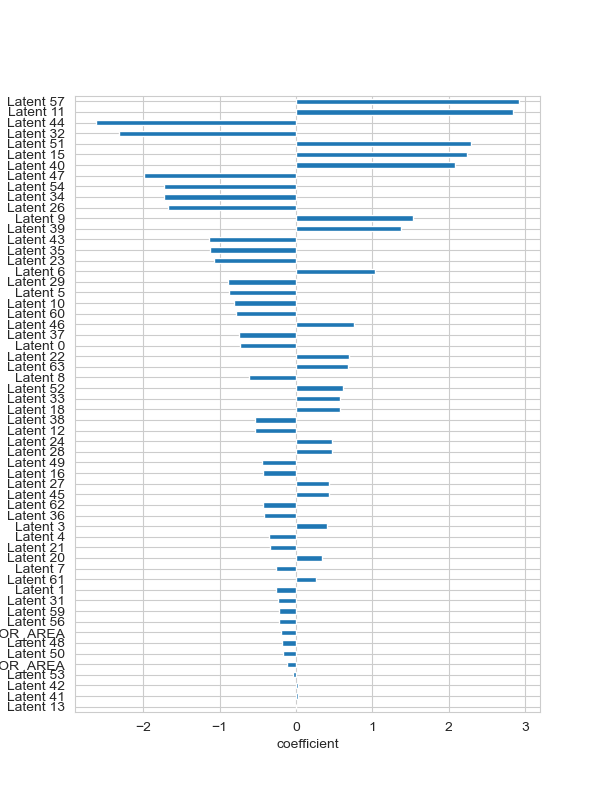 Latent 57
Latent 11
Latent 44
Latent 32
Latent 51
Latent 15
Latent 40
Latent 47
Latent 54
Latent 34
Latent 26
Latent 9
Latent 39
Latent 43
Latent 35
Latent 23
Latent 6
Latent 29
Latent 5
Latent 10
Latent 60
Latent 46
Latent 37
Latent 0
Latent 22
Latent 63
Latent 8
Latent 52
Latent 33
Latent 18
Latent 38
Latent 12
Latent 24
Latent 28
Latent 49
Latent 16
Latent 27
Latent 45
Latent 62
Latent 36
Latent 3
Latent 4
Latent 21
Latent 20
Latent 7
Latent 61
Latent 1
Latent 31
Latent 59
Latent 56
OR_AREA
Latent 48
Latent 50
OR_AREA
Latent 53
Latent 42
Latent 41
Latent 13
−2 −1 0 1 2 3
coefficient